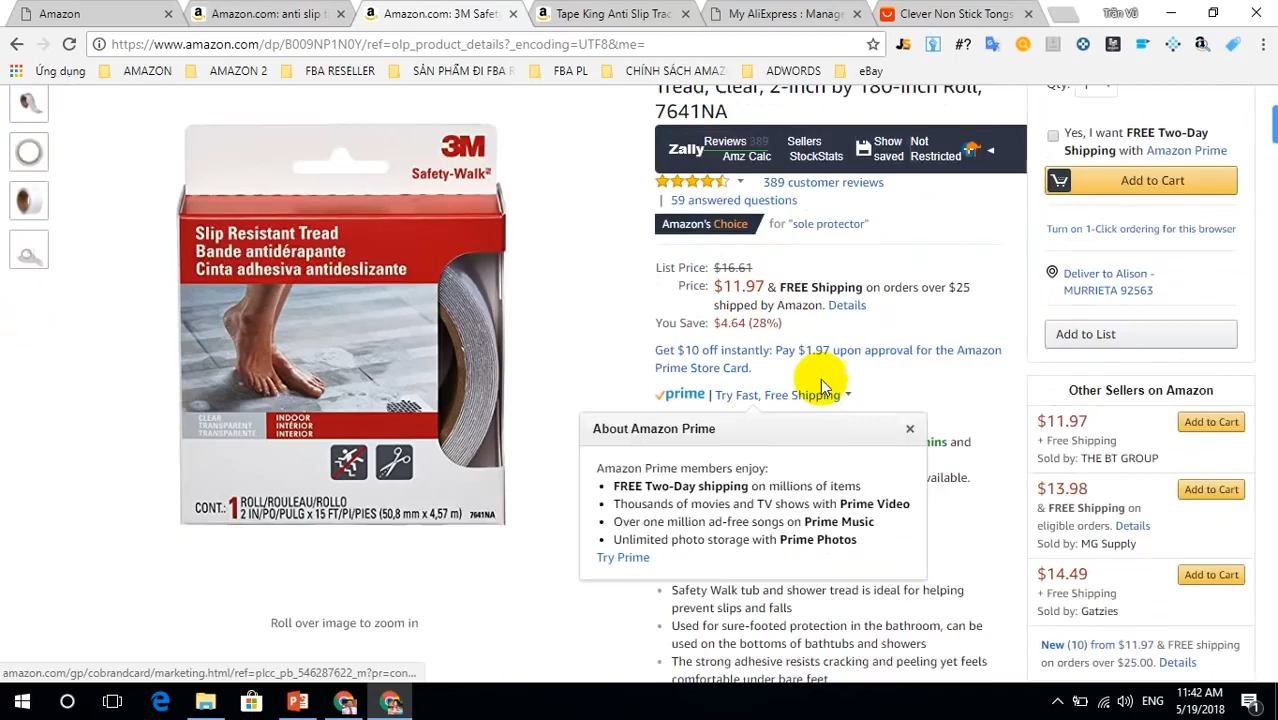 Amazon
Amazon.com: anti slip t
Amazon.com: 3M Safet
Tape King Anti Slip Trac
My AliExpress : Manage
Clever Non Stick Tongs
Trần Vũ
https://www.amazon.com/dp/B009NP1N0Y/ref=olp_product_details?_encoding=UTF8&me=
Ứng dụng
AMAZON
AMAZON 2
FBA RESELLER
SẢN PHẨM ĐI FBA R
FBA PL
CHÍNH SÁCH AMAZ
ADWORDS
eBay
Tread, Clear, 2-Inch by 180-Inch Roll,
7641NA
Zally
Reviews 389
Amz Calc
Sellers
StockStats
Show
saved
Not
Restricted
389 customer reviews
| 59 answered questions
Amazon's Choice for "sole protector"
List Price: $16.61
Price: $11.97 & FREE Shipping on orders over $25
shipped by Amazon. Details
You Save: $4.64 (28%)
Get $10 off instantly: Pay $1.97 upon approval for the Amazon
Prime Store Card.
prime | Try Fast, Free Shipping
About Amazon Prime
Amazon Prime members enjoy:
FREE Two-Day shipping on millions of items
Thousands of movies and TV shows with Prime Video
Over one million ad-free songs on Prime Music
Unlimited photo storage with Prime Photos
Try Prime
mins and
vailable.
Safety Walk tub and shower tread is ideal for helping
prevent slips and falls
Used for sure-footed protection in the bathroom, can be
used on the bottoms of bathtubs and showers
The strong adhesive resists cracking and peeling yet feels
comfortable under bare feet
3M
Safety-Walk
Slip Resistant Tread
Bande antidérapante
Cinta adhesiva antideslizante
CLEAR
TRANSPARENT
TRANSPARENTE
INDOOR
INTÉRIEUR
INTERIOR
CONT.: 1 ROLL/ROULEAU/ROLLO
2 IN/PO/PULG x 15 FT/PI/PIES (50,8 mm x 4,57 m)
7641NA
Roll over image to zoom in
Qty: 1
Yes, I want FREE Two-Day
Shipping with Amazon Prime
Add to Cart
Turn on 1-Click ordering for this browser
Deliver to Alison -
MURRIETA 92563
Add to List
Other Sellers on Amazon
$11.97
Add to Cart
+ Free Shipping
Sold by: THE BT GROUP
$13.98
Add to Cart
& FREE Shipping on
eligible orders. Details
Sold by: MG Supply
$14.49
Add to Cart
+ Free Shipping
Sold by: Gatzies
New (10) from $11.97 & FREE shipping
on orders over $25.00. Details
amazon.com/gp/cobrandcard/marketing.html/ref=plcc_pb_546287622_m?pr=con...
ENG
11:42 AM
5/19/2018